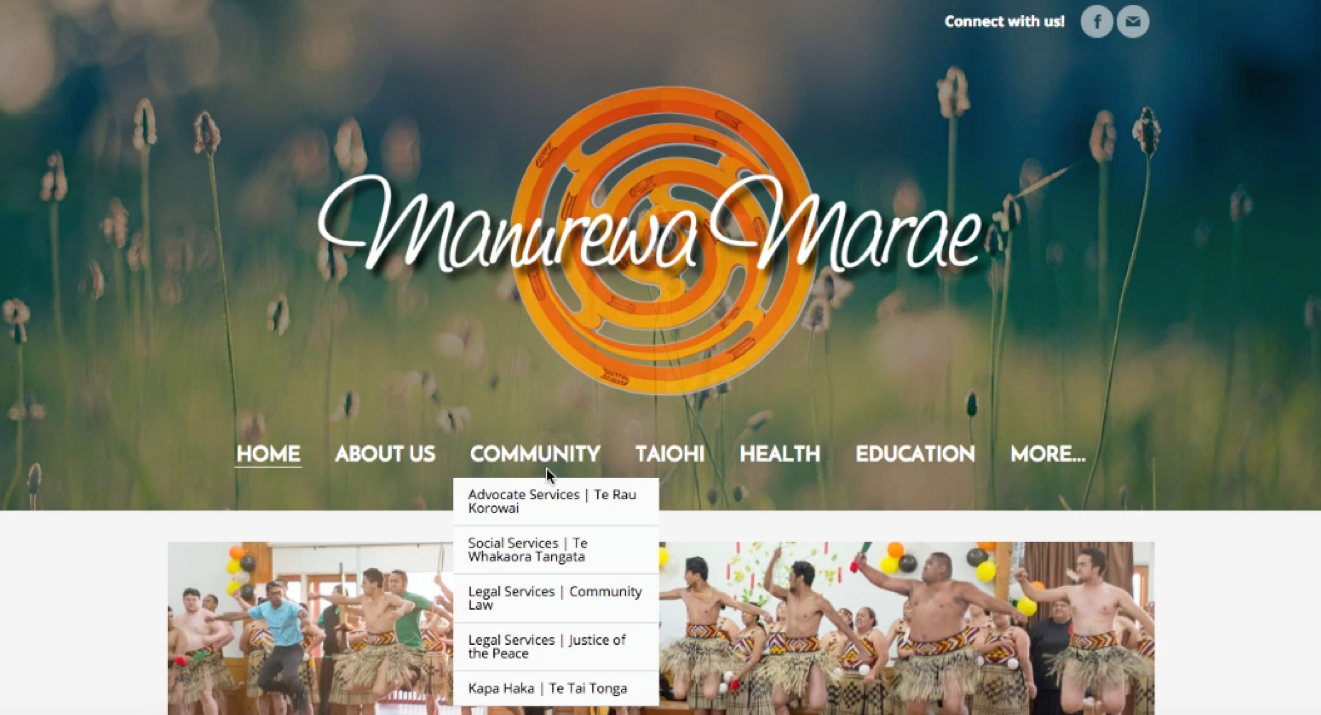 Connect with us!
Manurewa Marae
HOME ABOUT US COMMUNITY TAIOHI HEALTH EDUCATION MORE...
Advocate Services | Te Rau
Korowai
Social Services | Te
Whakaora Tangata
Legal Services | Community
Law
Legal Services | Justice of
the Peace
Kapa Haka | Te Tai Tonga